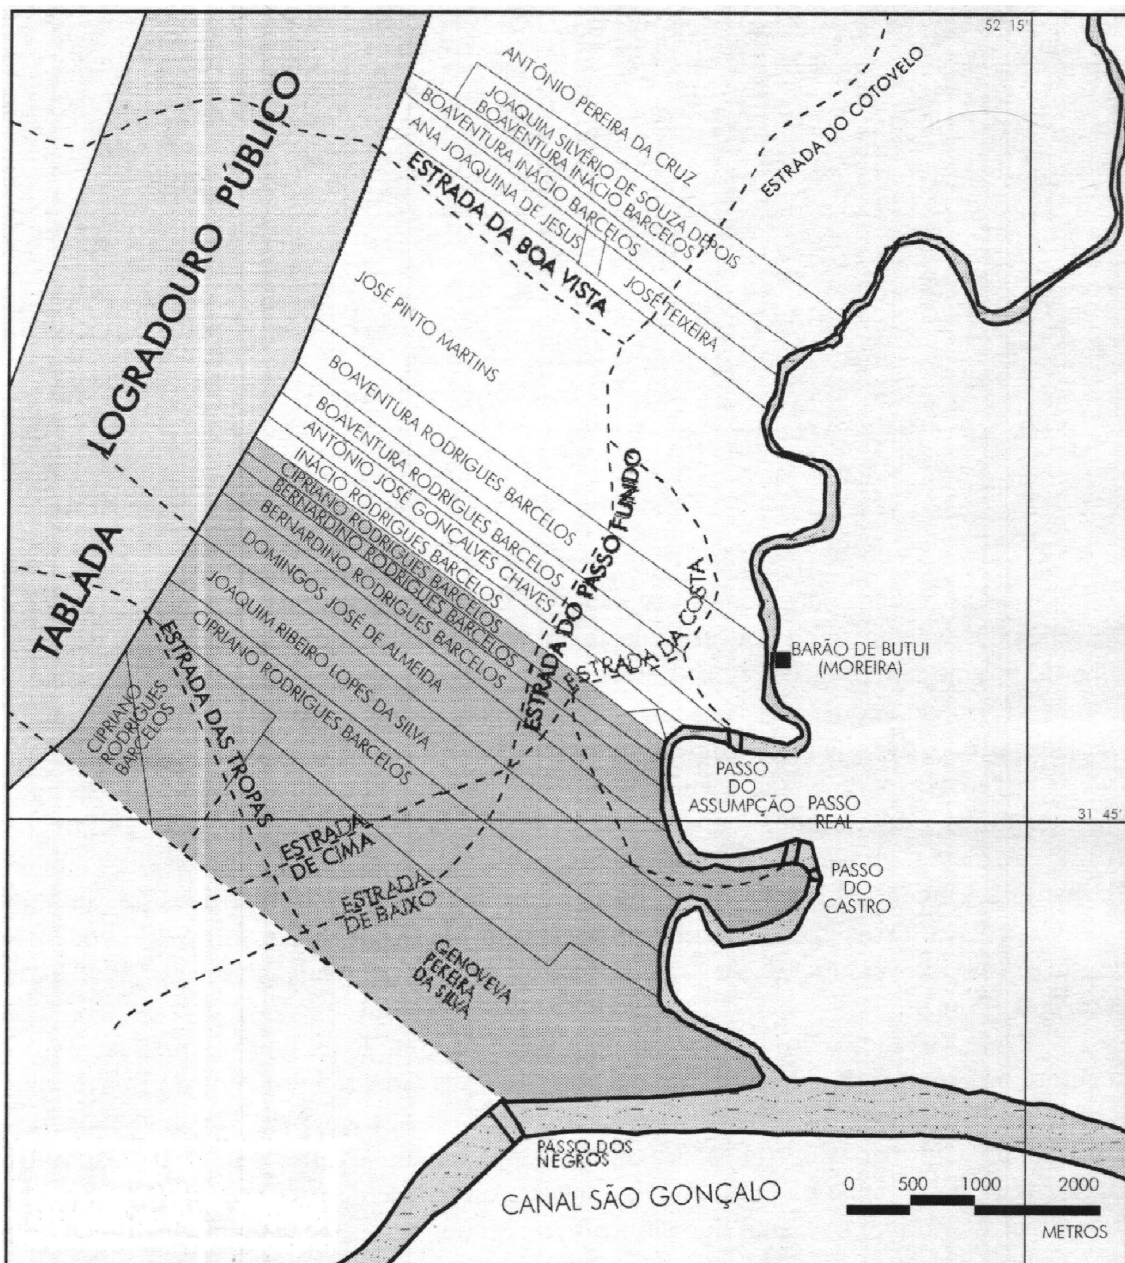 52 15'
ANTÔNIO PEREIRA DA CRUZ
JOAQUIM SILVÉRIO DE SOUZA DEPOIS
BOAVENTURA INÁCIO BARCELOS
BOAVENTURA INÁCIO BARCELOS
ANA JOAQUINA DE JESUS
JOSÉ TEIXEIRA
ESTRADA DO COTOVELO
ESTRADA DA BOA VISTA
LOGRADOURO PÚBLICO
TABLADA
JOSÉ PINTO MARTINS
BOAVENTURA RODRIGUES BARCELOS
BOAVENTURA RODRIGUES BARCELOS
ANTÔNIO JOSÉ GONÇALVES CHAVES
INÁCIO RODRIGUES BARCELOS
CIPRIANO RODRIGUES BARCELOS
BERNARDINO RODRIGUES BARCELOS
BERNARDINO RODRIGUES BARCELOS
DOMINGOS JOSÉ DE ALMEIDA
JOAQUIM RIBEIRO LOPES DA SILVA
CIPRIANO RODRIGUES BARCELOS
ESTRADA DO PASSO FUNDO
ESTRADA DA COSTA
BARÃO DE BUTUI
(MOREIRA)
CIPRIANO
RODRIGUES
BARCELOS
ESTRADA DAS TROPAS
PASSO
DO
ASSUMPÇÃO
PASSO
REAL
31 45'
ESTRADA
DE CIMA
PASSO
DO
CASTRO
ESTRADA
DE BAIXO
GENOVEVA
PEREIRA
DA SILVA
PASSO DOS
NEGROS
CANAL SÃO GONÇALO
0 500 1000 2000
METROS